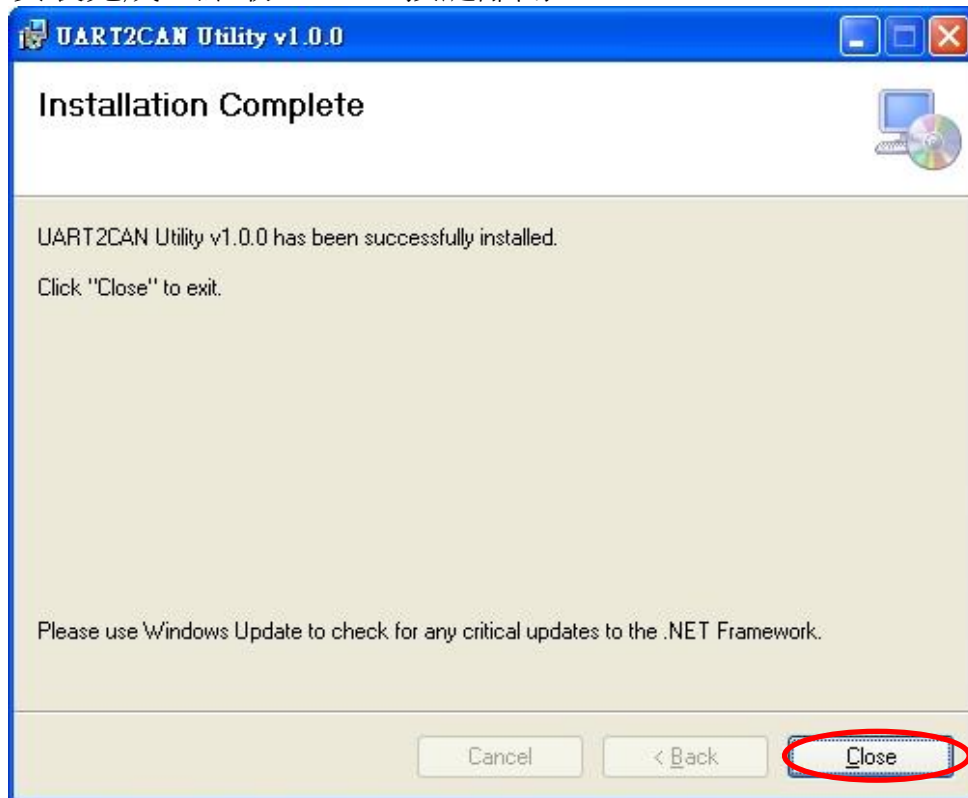 UART2CAN Utility v1.0.0
Installation Complete
UART2CAN Utility v1.0.0 has been successfully installed.
Click "Close" to exit.
Please use Windows Update to check for any critical updates to the .NET Framework.
Cancel
< Back
Close